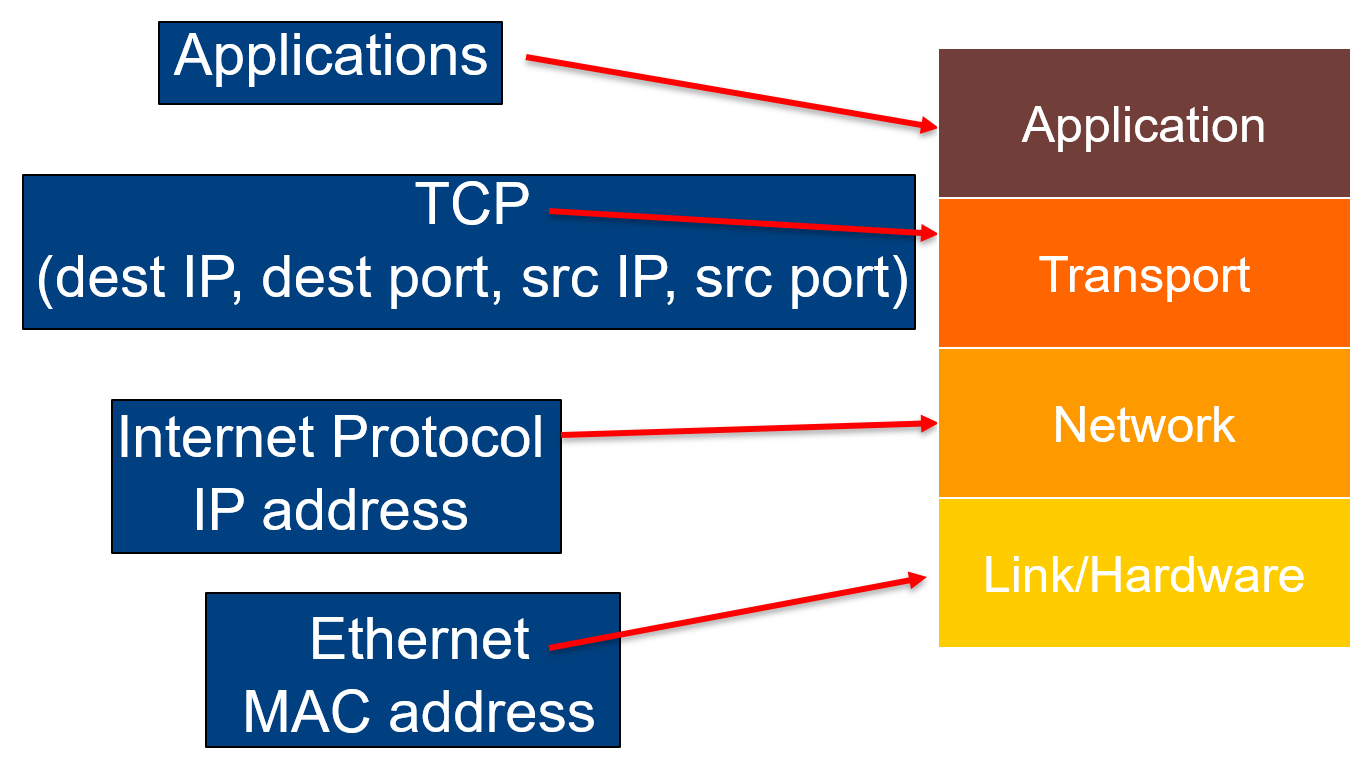 Applications
Application
TCP
(dest IP, dest port, src IP, src port)
Transport
Internet Protocol
IP address
Network
Ethernet
MAC address
Link/Hardware